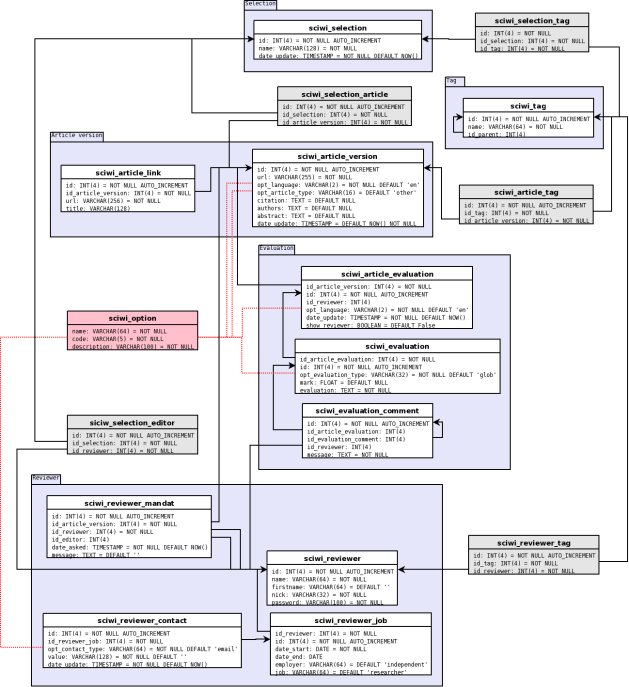 Selection
sciwi_selection
id: INT(4) = NOT NULL AUTO_INCREMENT
name: VARCHAR(128) = NOT NULL
date_update: TIMESTAMP = NOT NULL DEFAULT NOW()
sciwi_selection_tag
id: INT(4) = NOT NULL
id_selection: INT(4) = NOT NULL
id_tag: INT(4) = NOT NULL
sciwi_selection_article
id: INT(4) = NOT NULL AUTO_INCREMENT
id_selection: INT(4) = NOT NULL
id_article_version: INT(4) = NOT NULL
Tag
sciwi_tag
id: INT(4) = NOT NULL AUTO_INCREMENT
name: VARCHAR(64) = NOT NULL
id_parent: INT(4)
Article version
sciwi_article_link
id: INT(4) = NOT NULL AUTO_INCREMENT
id_article_version: INT(4) = NOT NULL
url: VARCHAR(256) = NOT NULL
title: VARCHAR(128)
sciwi_article_version
id: INT(4) = NOT NULL AUTO_INCREMENT
url: VARCHAR(255) = NOT NULL
opt_language: VARCHAR(2) = NOT NULL DEFAULT 'en'
opt_article_type: VARCHAR(16) = DEFAULT 'other'
citation: TEXT = DEFAULT NULL
authors: TEXT = DEFAULT NULL
abstract: TEXT = DEFAULT NULL
date_update: TIMESTAMP = DEFAULT NOW() NOT NULL
sciwi_article_tag
id: INT(4) = NOT NULL AUTO_INCREMENT
id_tag: INT(4) = NOT NULL
id_article_version: INT(4) = NOT NULL
Evaluation
sciwi_article_evaluation
id_article_version: INT(4) = NOT NULL
id: INT(4) = NOT NULL AUTO_INCREMENT
id_reviewer: INT(4)
opt_language: VARCHAR(2) = NOT NULL DEFAULT 'en'
date_update: TIMESTAMP = NOT NULL DEFAULT NOW()
show_reviewer: BOOLEAN = DEFAULT False
sciwi_option
name: VARCHAR(64) = NOT NULL
code: VARCHAR(5) = NOT NULL
description: VARCHAR(100) = NOT NULL
sciwi_evaluation
id_article_evaluation: INT(4) = NOT NULL
id: INT(4) = NOT NULL AUTO_INCREMENT
opt_evaluation_type: VARCHAR(32) = NOT NULL DEFAULT 'glob'
mark: FLOAT = DEFAULT NULL
evaluation: TEXT = NOT NULL
siciw_selection_editor
id: INT(4) = NOT NULL AUTO_INCREMENT
id_selection: INT(4) = NOT NULL
id_reviewer: INT(4) = NOT NULL
sciwi_evaluation_comment
id: INT(4) = NOT NULL AUTO_INCREMENT
id_article_evaluation: INT(4)
id_evaluation_comment: INT(4)
id_reviewer: INT(4)
message: TEXT = NOT NULL
Reviewer
sciwi_reviewer_mandat
id: INT(4) = NOT NULL AUTO_INCREMENT
id_article_version: INT(4) = NOT NULL
id_reviewer: INT(4) = NOT NULL
id_editor: INT(4)
date_asked: TIMESTAMP = NOT NULL DEFAULT NOW()
message: TEXT = DEFAULT ''
sciwi_reviewer
id: INT(4) = NOT NULL AUTO_INCREMENT
name: VARCHAR(64) = NOT NULL
firstname: VARCHAR(64) = DEFAULT ''
nick: VARCHAR(32) = NOT NULL
password: VARCHAR(100) = NOT NULL
sciwi_reviewer_tag
id: INT(4) = NOT NULL AUTO_INCREMENT
id_tag: INT(4) = NOT NULL
id_reviewer: INT(4) = NOT NULL
sciwi_reviewer_contact
id: INT(4) = NOT NULL AUTO_INCREMENT
id_reviewer_job: INT(4) = NOT NULL
opt_contact_type: VARCHAR(64) = NOT NULL DEFAULT 'email'
value: VARCHAR(128) = NOT NULL DEFAULT ''
date_update: TIMESTAMP = NOT NULL DEFAULT NOW()
sciwi_reviewer_job
id_reviewer: INT(4) = NOT NULL
id: INT(4) = NOT NULL AUTO_INCREMENT
date_start: DATE = NOT NULL
date_end: DATE
employer: VARCHAR(64) = DEFAULT 'independent'
job: VARCHAR(64) = DEFAULT 'researcher'